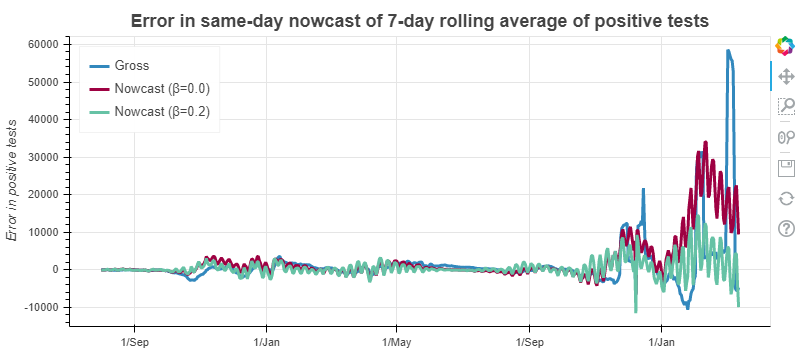 Error in same-day nowcast of 7-day rolling average of positive tests
60000
50000
40000
30000
20000
10000
0
-10000
Error in positive tests
Gross
Nowcast (β=0.0)
Nowcast (β=0.2)
1/Sep
1/Jan
1/May
1/Sep
1/Jan